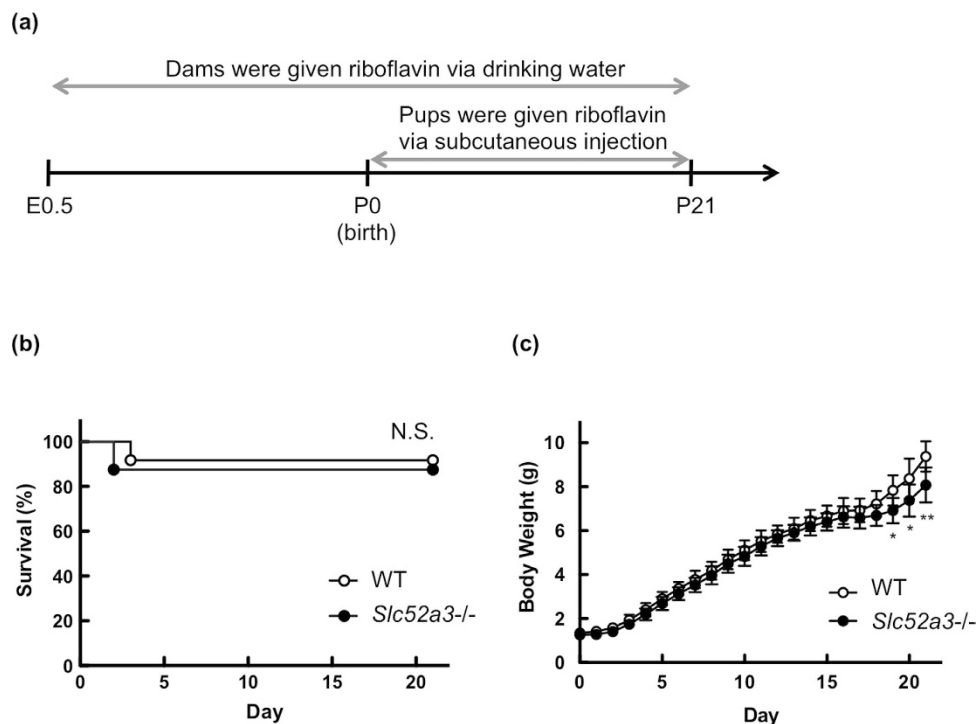 (a)
Dams were given riboflavin via drinking water
Pups were given riboflavin
via subcutaneous injection
E0.5
P0
(birth)
P21
(b)
N.S.
100
80
60
40
20
0
Survival (%)
WT
Slc52a3-/-
0
5
10
15
20
Day
(c)
10
8
6
4
2
0
Body Weight (g)
*
*
**
WT
Slc52a3-/-
0
5
10
15
20
Day